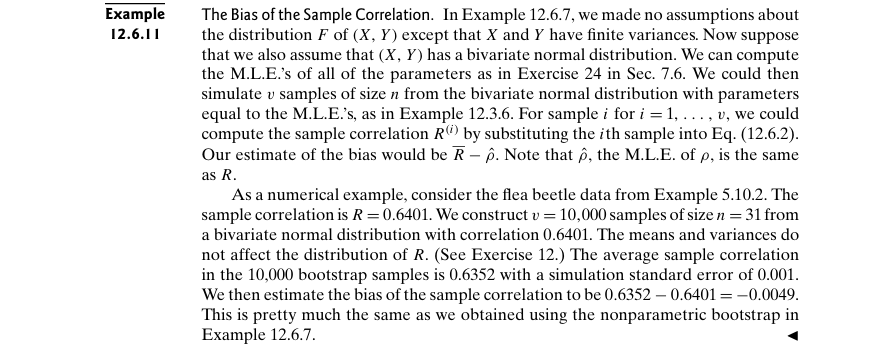 Example
12.6.11
The Bias of the Sample Correlation. In Example 12.6.7, we made no assumptions about
the distribution F of (X, Y) except that X and Y have finite variances. Now suppose
that we also assume that (X, Y) has a bivariate normal distribution. We can compute
the M.L.E.'s of all of the parameters as in Exercise 24 in Sec. 7.6. We could then
simulate v samples of size n from the bivariate normal distribution with parameters
equal to the M.L.E.'s, as in Example 12.3.6. For sample i for i = 1, . . . , v, we could
compute the sample correlation R⁽ⁱ⁾ by substituting the ith sample into Eq. (12.6.2).
Our estimate of the bias would be R̅ − ρ̂. Note that ρ̂, the M.L.E. of ρ, is the same
as R.
As a numerical example, consider the flea beetle data from Example 5.10.2. The
sample correlation is R = 0.6401. We construct v = 10,000 samples of size n = 31 from
a bivariate normal distribution with correlation 0.6401. The means and variances do
not affect the distribution of R. (See Exercise 12.) The average sample correlation
in the 10,000 bootstrap samples is 0.6352 with a simulation standard error of 0.001.
We then estimate the bias of the sample correlation to be 0.6352 − 0.6401 = −0.0049.
This is pretty much the same as we obtained using the nonparametric bootstrap in
Example 12.6.7. ◄